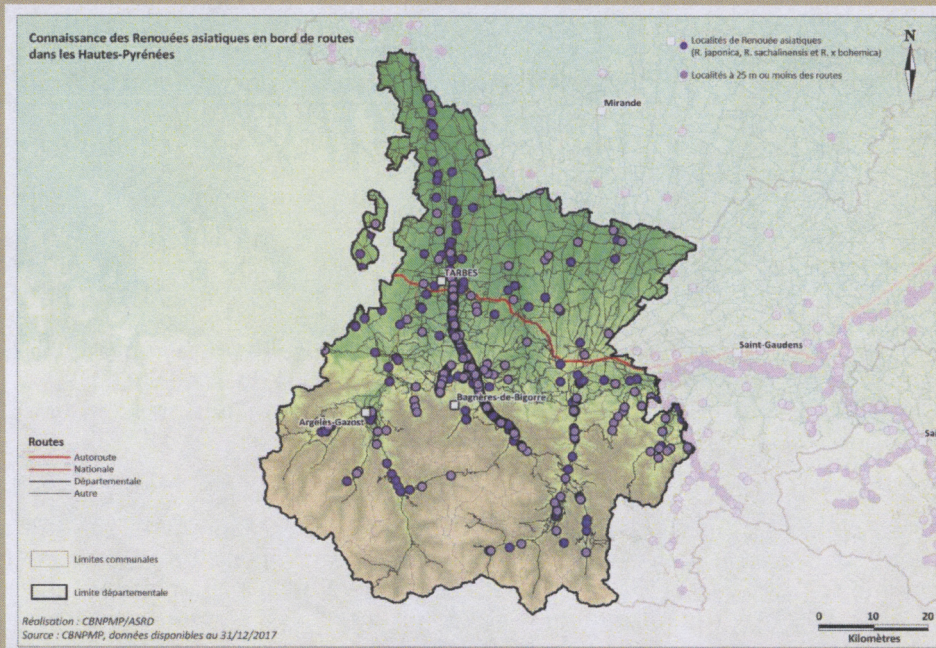 Connaissance des Renouées asiatiques en bord de routes
dans les Hautes-Pyrénées
Localités de Renouée asiatiques
(R. japonica, R. sachalinensis et R. x bohemica)
Localités à 25 m ou moins des routes
N
Mirande
TARBES
Saint-Gaudens
Bagnères-de-Bigorre
Argelès-Gazost
Sa
Routes
Autoroute
Nationale
Départementale
Autre
Limites communales
Limite départementale
Réalisation : CBNPMP/ASRD
Source : CBNPMP, données disponibles au 31/12/2017
0 10 20
Kilomètres